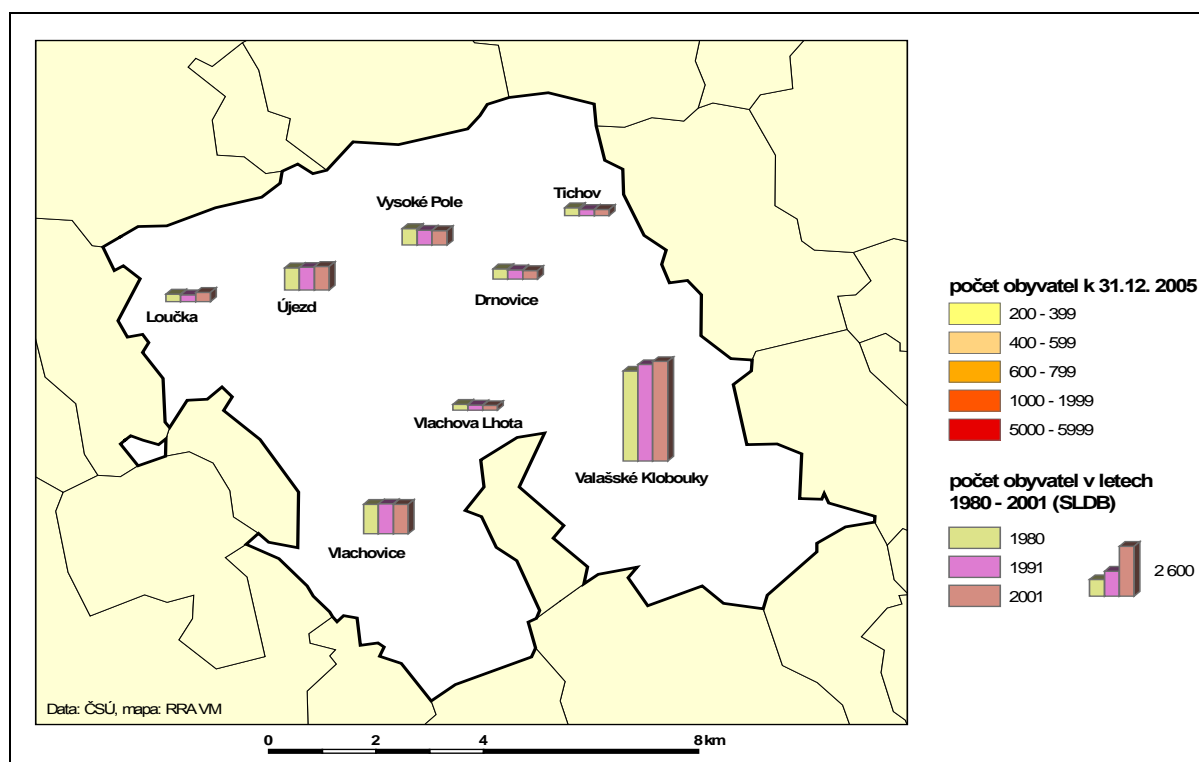 Tichov
Vysoké Pole
Drnovice
Újezd
Loučka
Vlachova Lhota
Valašské Klobouky
Vlachovice
Data: ČSÚ, mapa: RRA VM
0 2 4 8 km
počet obyvatel k 31.12. 2005
200 - 399
400 - 599
600 - 799
1000 - 1999
5000 - 5999
počet obyvatel v letech
1980 - 2001 (SLDB)
1980
1991
2001
2 600